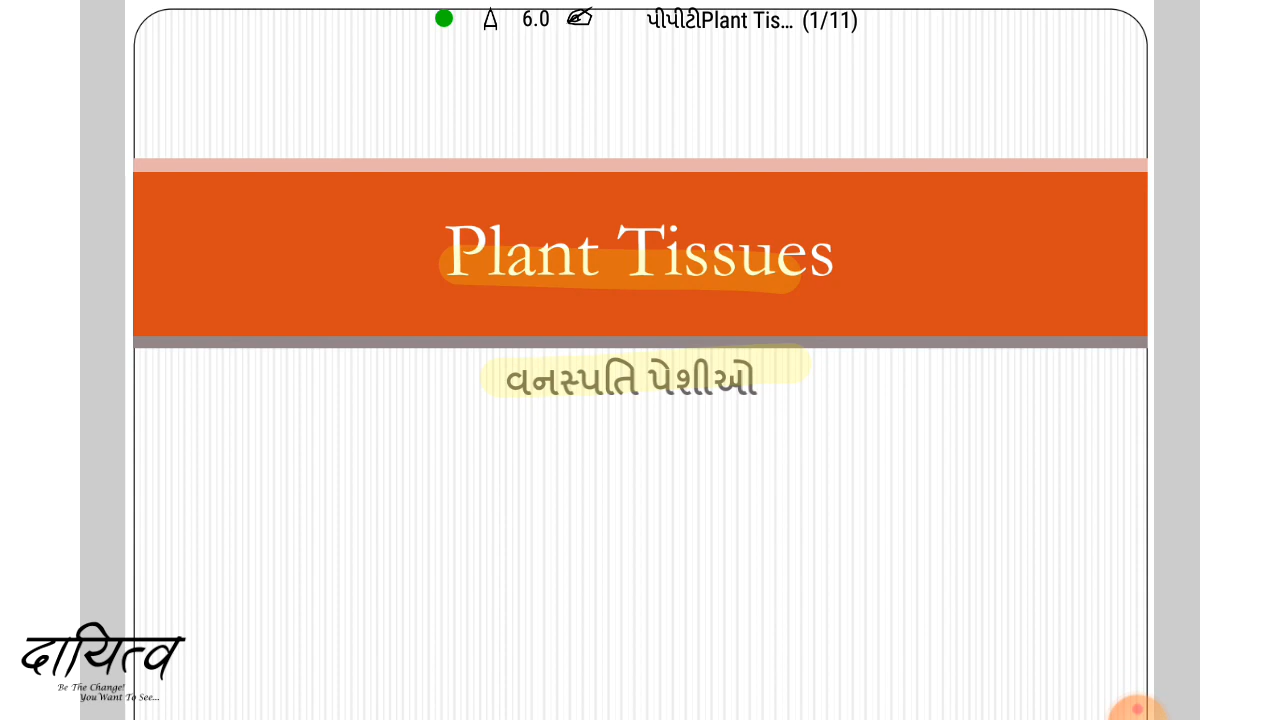 6.0 પીપીટીPlant Tis... (1/11)
Plant Tissues
વનસ્પતિ પેશીઓ
दायित्व
Be The Change!
You Want To See...